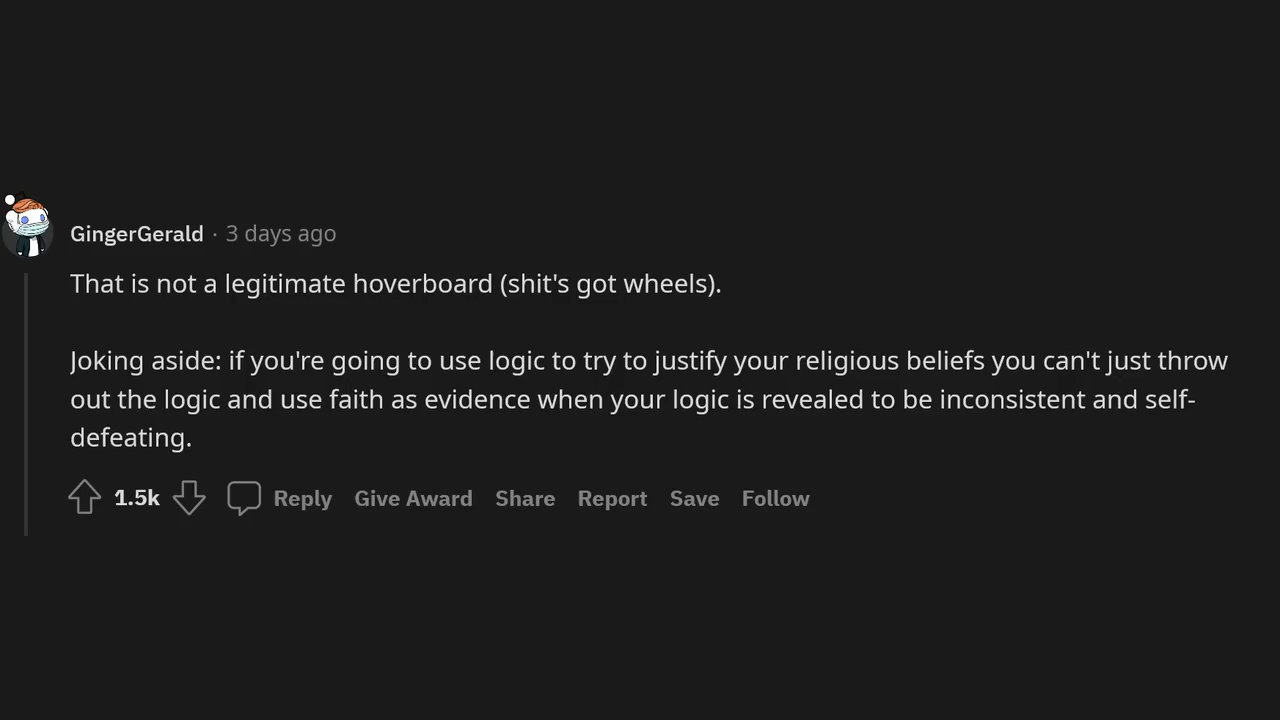 GingerGerald · 3 days ago
That is not a legitimate hoverboard (shit's got wheels).
Joking aside: if you're going to use logic to try to justify your religious beliefs you can't just throw
out the logic and use faith as evidence when your logic is revealed to be inconsistent and self-
defeating.
1.5k Reply Give Award Share Report Save Follow